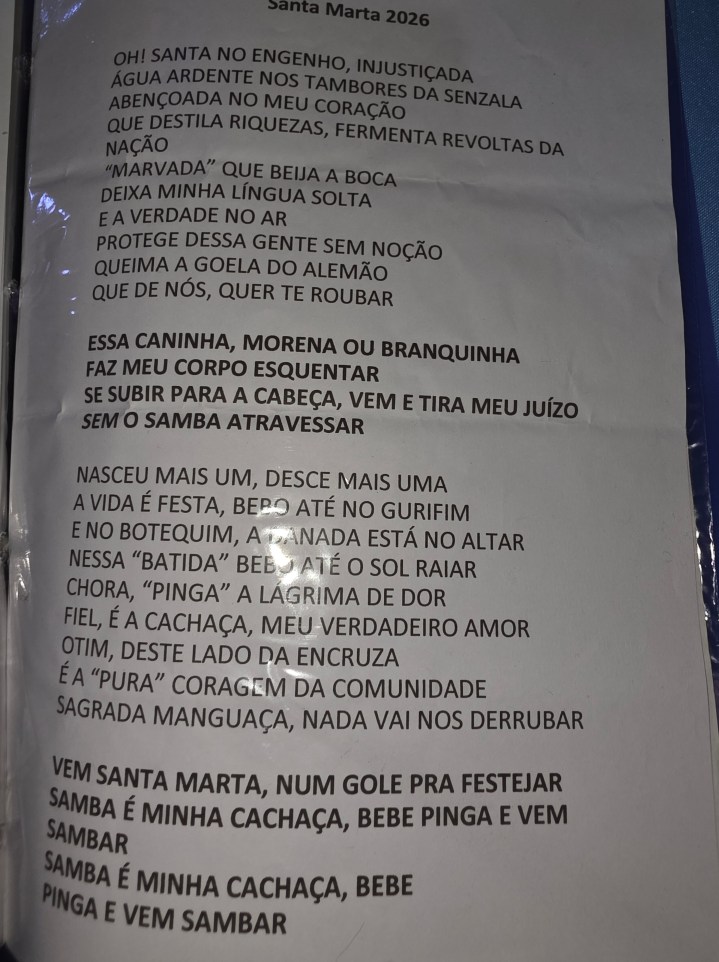 Santa Marta 2026
OH! SANTA NO ENGENHO, INJUSTIÇADA
ÁGUA ARDENTE NOS TAMBORES DA SENZALA
ABENÇOADA NO MEU CORAÇÃO
QUE DESTILA RIQUEZAS, FERMENTA REVOLTAS DA
NAÇÃO
“MARVADA” QUE BEIJA A BOCA
DEIXA MINHA LÍNGUA SOLTA
E A VERDADE NO AR
PROTEGE DESSA GENTE SEM NOÇÃO
QUEIMA A GOELA DO ALEMÃO
QUE DE NÓS, QUER TE ROUBAR
ESSA CANINHA, MORENA OU BRANQUINHA
FAZ MEU CORPO ESQUENTAR
SE SUBIR PARA A CABEÇA, VEM E TIRA MEU JUÍZO
SEM O SAMBA ATRAVESSAR
NASCEU MAIS UM, DESCE MAIS UMA
A VIDA É FESTA, BEBO ATÉ NO GURIFIM
E NO BOTEQUIM, A DANADA ESTÁ NO ALTAR
NESSA “BATIDA” BEBO ATÉ O SOL RAIAR
CHORA, “PINGA” A LÁGRIMA DE DOR
FIEL, É A CACHAÇA, MEU VERDADEIRO AMOR
OTIM, DESTE LADO DA ENCRUZA
É A “PURA” CORAGEM DA COMUNIDADE
SAGRADA MANGUAÇA, NADA VAI NOS DERRUBAR
VEM SANTA MARTA, NUM GOLE PRA FESTEJAR
SAMBA É MINHA CACHAÇA, BEBE PINGA E VEM
SAMBAR
SAMBA É MINHA CACHAÇA, BEBE
PINGA E VEM SAMBAR